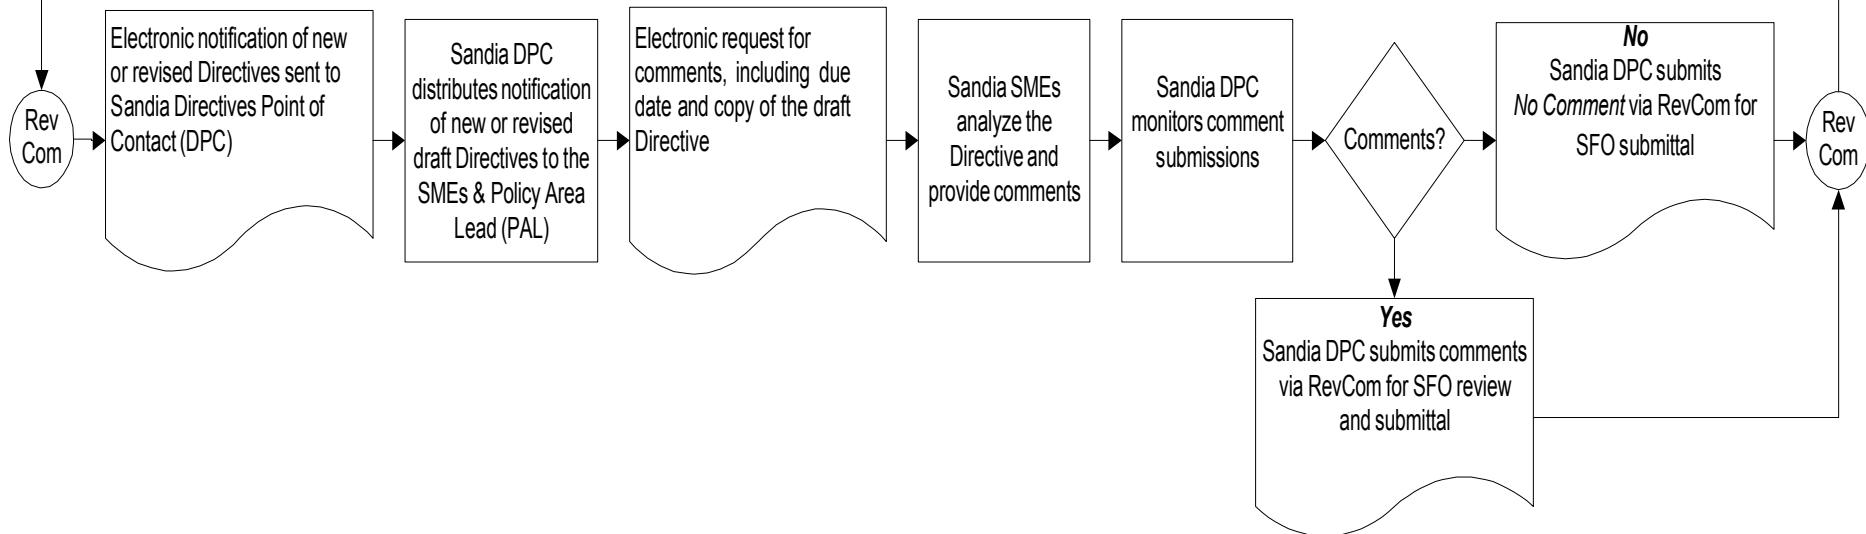 Rev
Com
Electronic notification of new
or revised Directives sent to
Sandia Directives Point of
Contact (DPC)
Sandia DPC
distributes notification
of new or revised
draft Directives to the
SMEs & Policy Area
Lead (PAL)
Electronic request for
comments, including due
date and copy of the draft
Directive
Sandia SMEs
analyze the
Directive and
provide comments
Sandia DPC
monitors comment
submissions
Comments?
No
Sandia DPC submits
No Comment via RevCom for
SFO submittal
Rev
Com
Yes
Sandia DPC submits comments
via RevCom for SFO review
and submittal